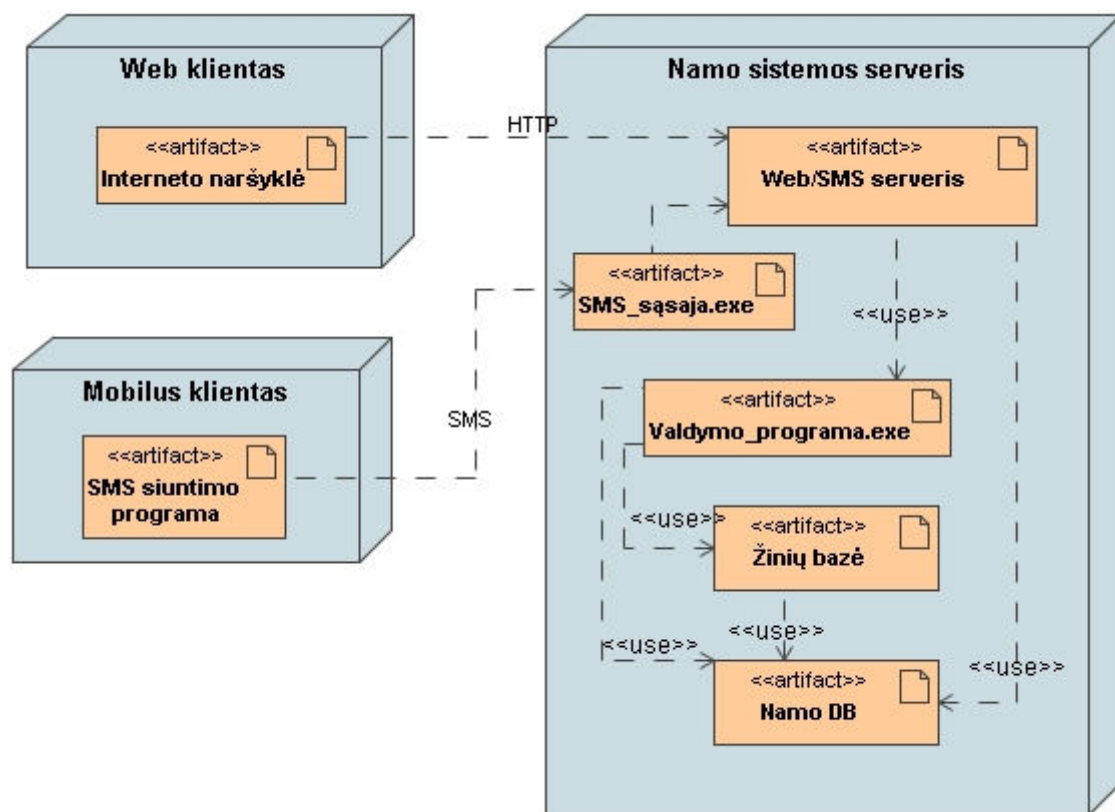 Web klientas
<<artifact>>
Interneto naršyklė
HTTP
Namo sistemos serveris
<<artifact>>
Web/SMS serveris
<<artifact>>
SMS_sąsaja.exe
<<use>>
Mobilus klientas
<<artifact>>
SMS siuntimo
programa
SMS
<<artifact>>
Valdymo_programa.exe
<<use>>
<<artifact>>
Žinių bazė
<<use>>
<<use>>
<<use>>
<<artifact>>
Namo DB